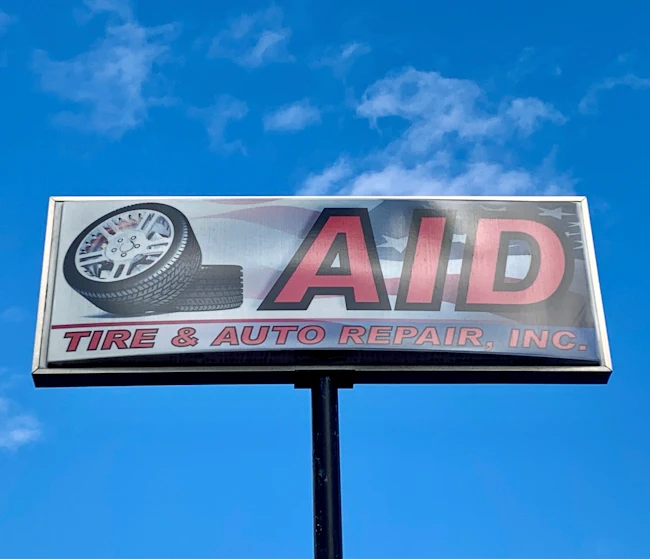 AID
TIRE & AUTO REPAIR, INC.